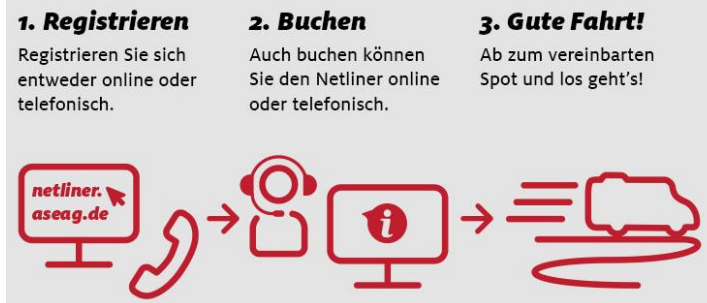 1. Registrieren
Registrieren Sie sich
entweder online oder
telefonisch.
2. Buchen
Auch buchen können
Sie den Netliner online
oder telefonisch.
3. Gute Fahrt!
Ab zum vereinbarten
Spot und los geht's!
netliner.
aseag.de
i